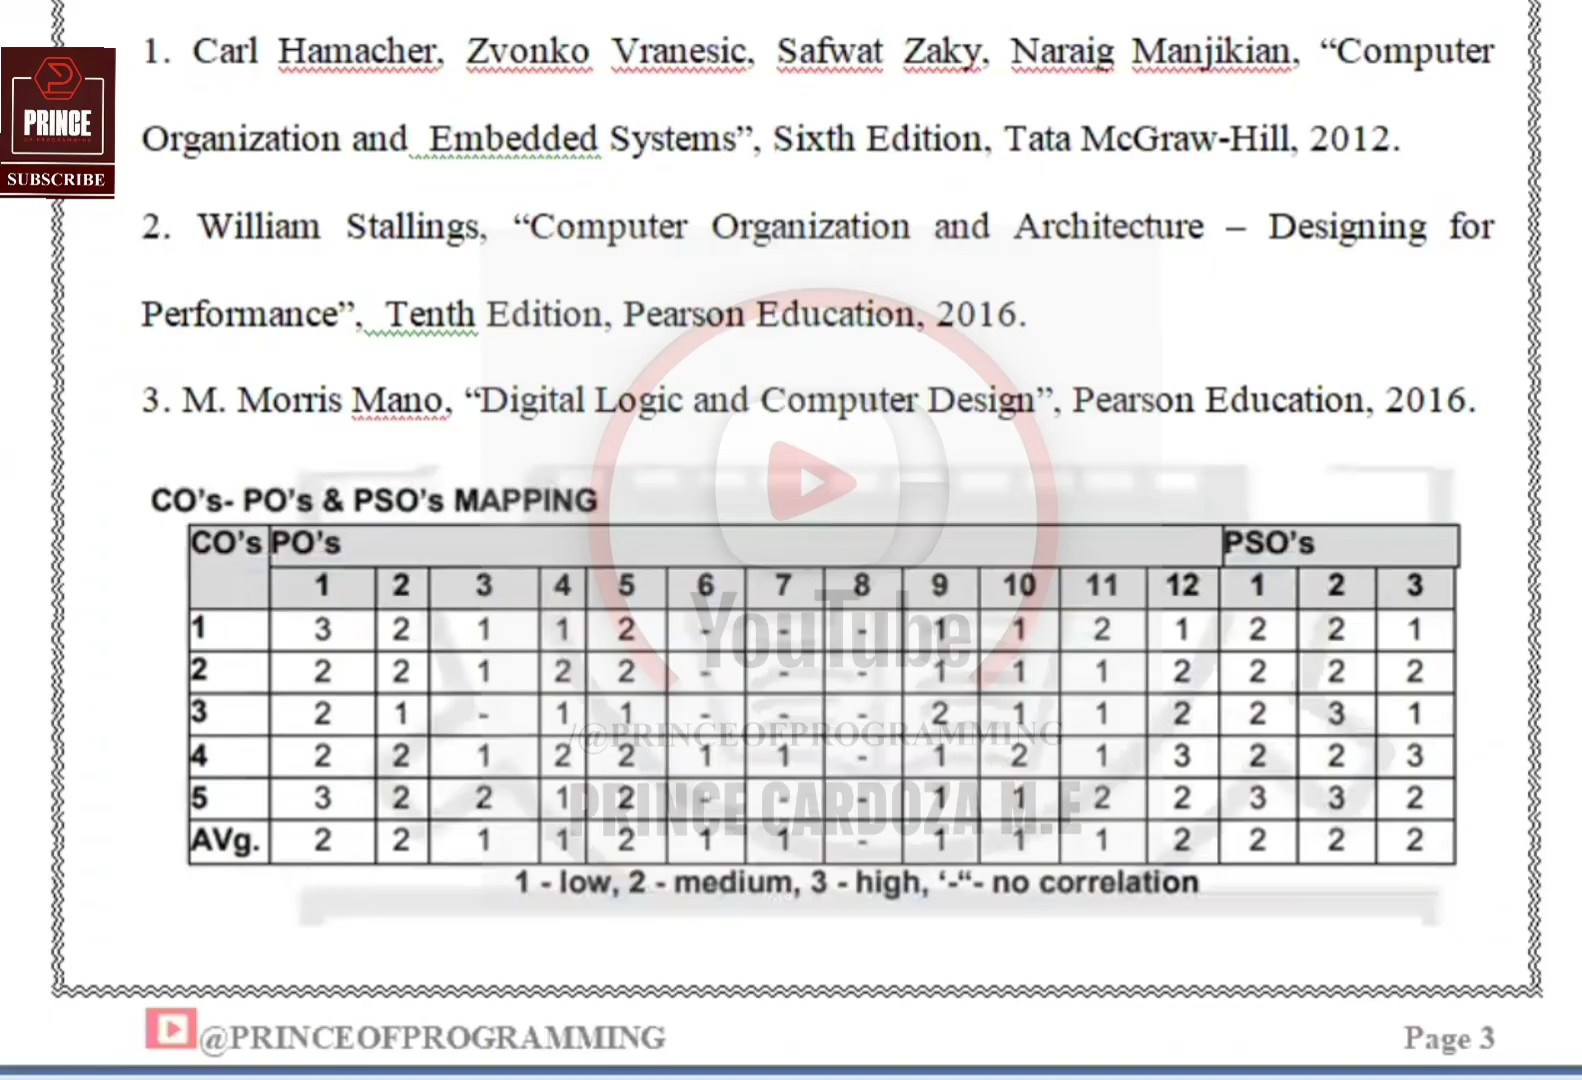 1. Carl Hamacher, Zvonko Vranesic, Safwat Zaky, Naraig Manjikian, “Computer
Organization and Embedded Systems”, Sixth Edition, Tata McGraw-Hill, 2012.
2. William Stallings, “Computer Organization and Architecture – Designing for
Performance”, Tenth Edition, Pearson Education, 2016.
3. M. Morris Mano, “Digital Logic and Computer Design”, Pearson Education, 2016.
PRINCE
SUBSCRIBE
CO’s- PO’s & PSO’s MAPPING
CO’s PO’s PSO’s
1 2 3 4 5 6 7 8 9 10 11 12 1 2 3
1 3 2 1 1 2 - - - 1 1 2 1 2 2 1
2 2 2 1 2 2 - - - 1 1 1 2 2 2 2
3 2 1 - 1 1 - - - 2 1 1 2 2 3 1
4 2 2 1 2 2 1 1 - 1 2 1 3 2 2 3
5 3 2 2 1 2 - - - 1 1 2 2 3 3 2
AVg. 2 2 1 1 2 1 1 - 1 1 1 2 2 2 2
1 - low, 2 - medium, 3 - high, ‘-“- no correlation
YouTube
/@PRINCEOFPROGRAMMING
PRINCE CARDOZA M.E
@PRINCEOFPROGRAMMING
Page 3